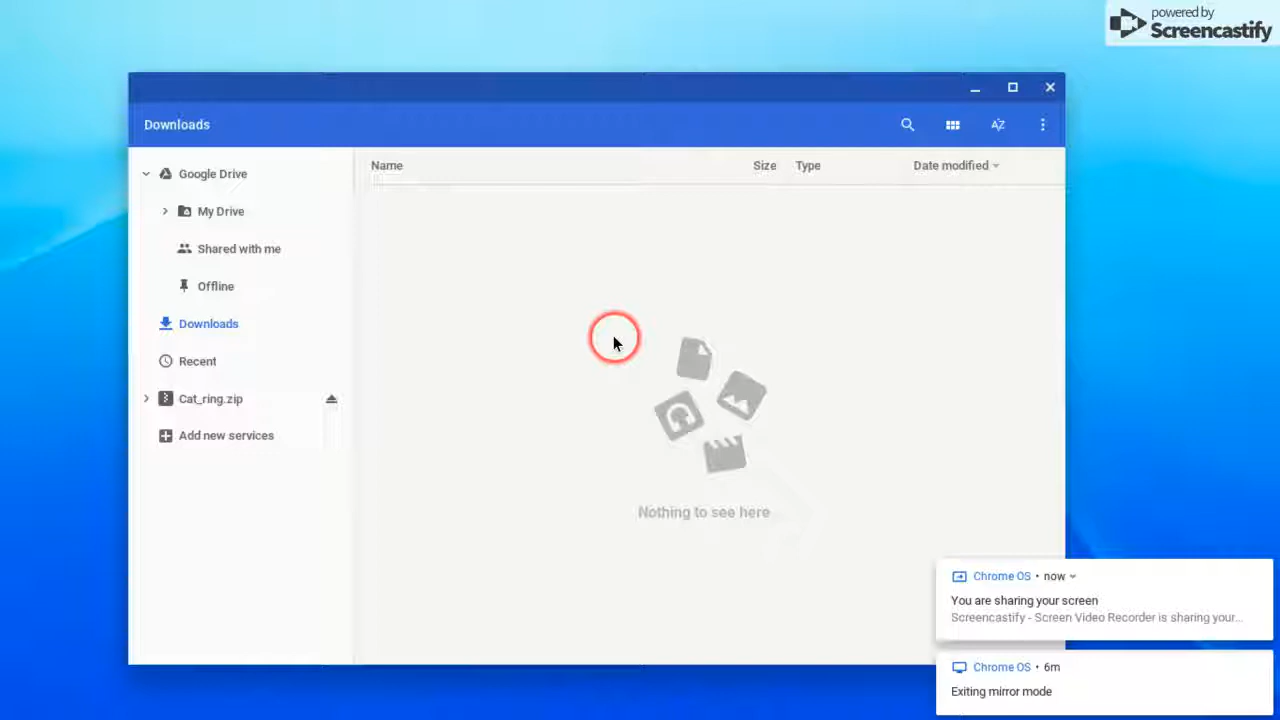 powered by
Screencastify
Downloads
Name Size Type Date modified
Google Drive
My Drive
Shared with me
Offline
Downloads
Recent
Cat_ring.zip
Add new services
Nothing to see here
Chrome OS • now
You are sharing your screen
Screencastify - Screen Video Recorder is sharing your...
Chrome OS • 6m
Exiting mirror mode